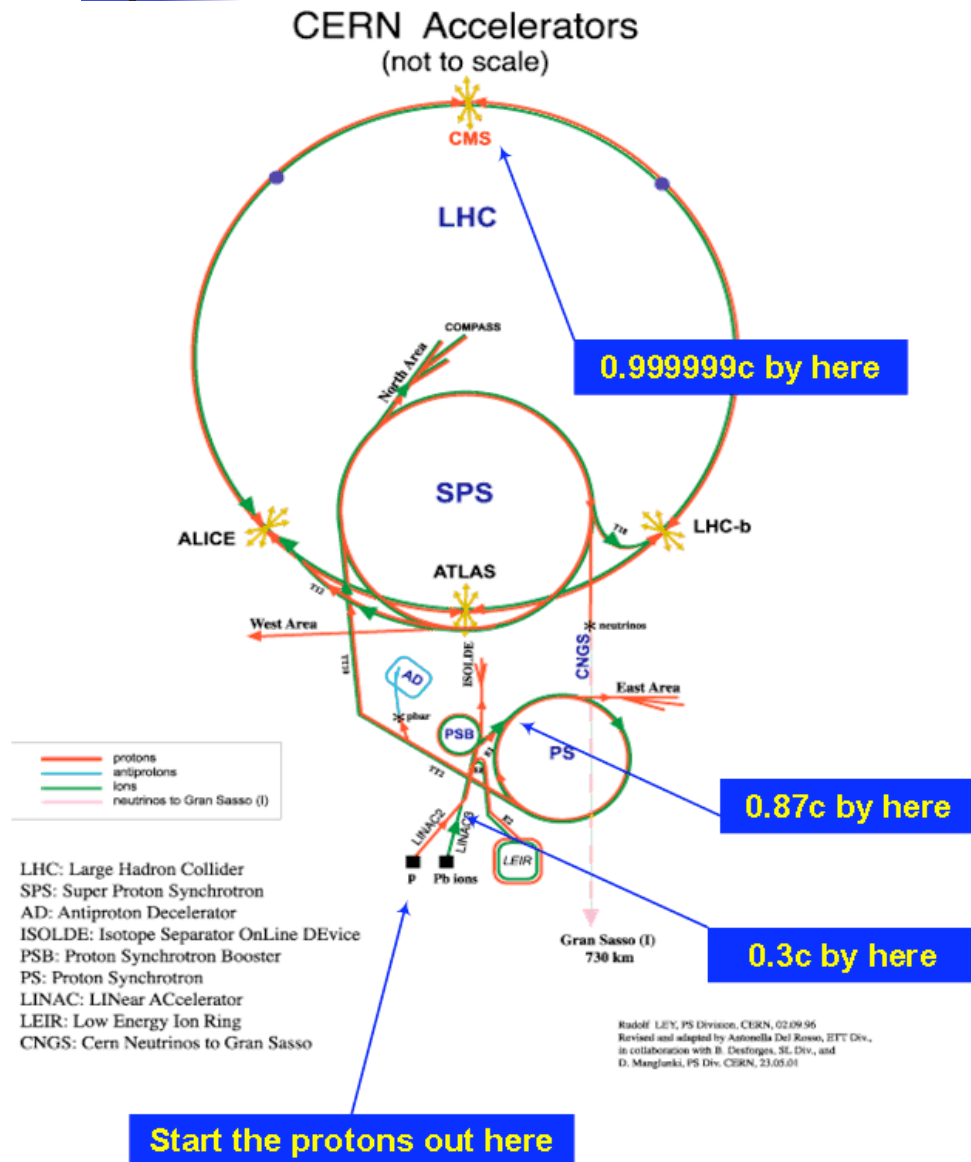 CERN Accelerators
(not to scale)
CMS
LHC
COMPASS
North Area
0.999999c by here
SPS
ALICE
LHC-b
TI8
ATLAS
TI2
West Area
neutrinos
ISOLDE
CNGS
TT10
AD
East Area
pbar
PSB
PS
protons
antiprotons
ions
neutrinos to Gran Sasso (I)
TT2
E2
0.87c by here
LINAC2
LINAC3
LEIR
p
Pb ions
LHC: Large Hadron Collider
SPS: Super Proton Synchrotron
AD: Antiproton Decelerator
ISOLDE: Isotope Separator OnLine DEvice
PSB: Proton Synchrotron Booster
PS: Proton Synchrotron
LINAC: LINear ACcelerator
LEIR: Low Energy Ion Ring
CNGS: Cern Neutrinos to Gran Sasso
Gran Sasso (I)
730 km
0.3c by here
Rudolf LEY, PS Division, CERN, 02.09.96
Revised and adapted by Antonella Del Rosso, ETT Div.,
in collaboration with B. Desforges, SL Div., and
D. Manglunki, PS Div. CERN, 23.05.01
Start the protons out here